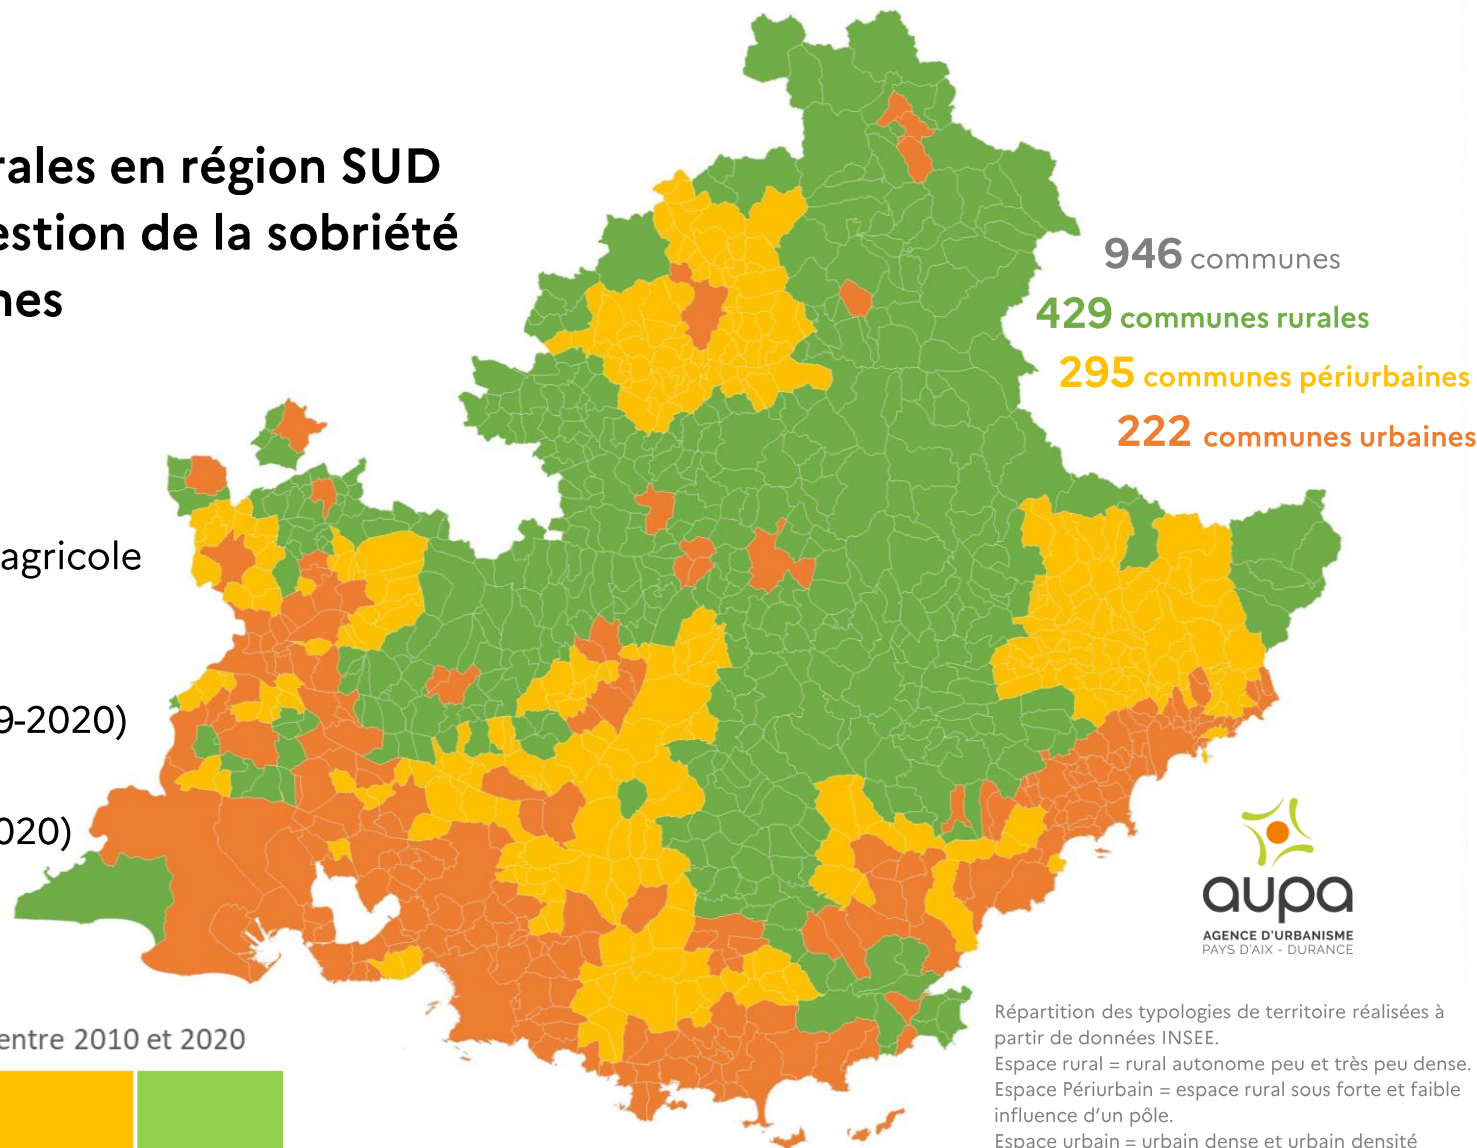 rales en région SUD
estion de la sobriété
nes
946 communes
429 communes rurales
295 communes périurbaines
222 communes urbaines
agricole
9-2020)
020)
aupa
AGENCE D'URBANISME
PAYS D'AIX - DURANCE
entre 2010 et 2020
Répartition des typologies de territoire réalisées à
partir de données INSEE.
Espace rural = rural autonome peu et très peu dense.
Espace Périurbain = espace rural sous forte et faible
influence d'un pôle.
Espace urbain = urbain dense et urbain densité